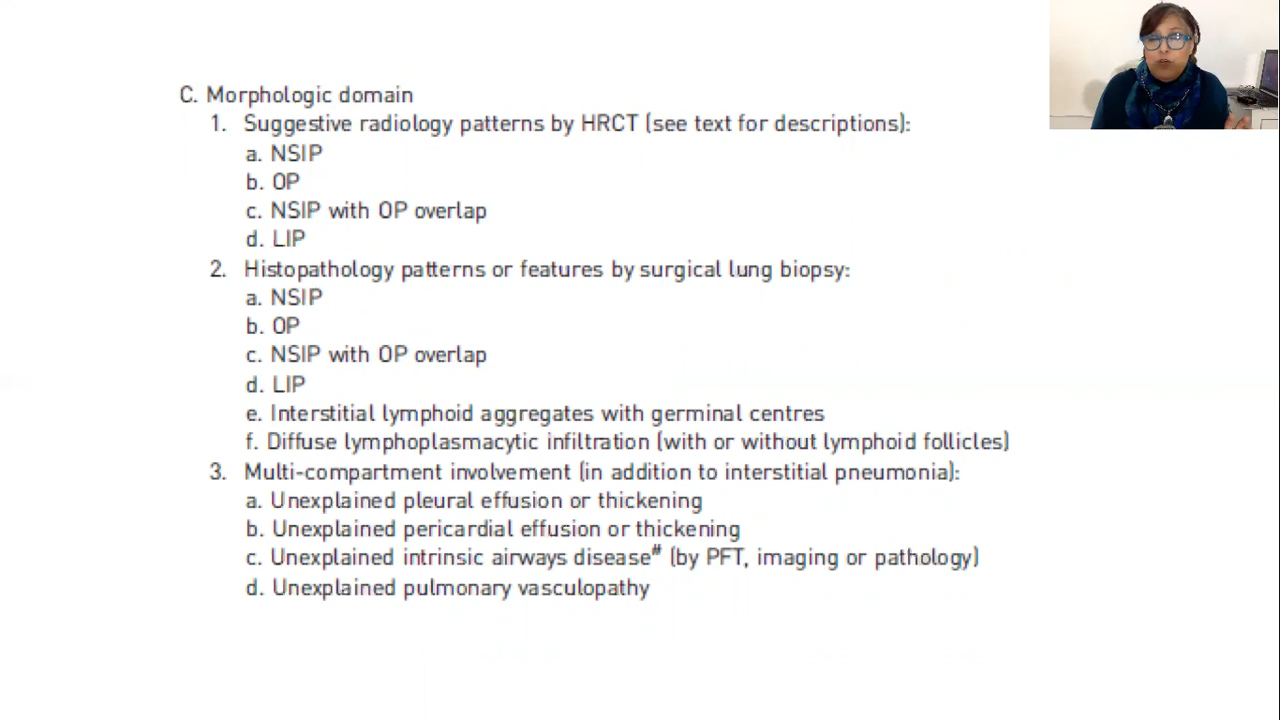 C. Morphologic domain
1. Suggestive radiology patterns by HRCT (see text for descriptions):
a. NSIP
b. OP
c. NSIP with OP overlap
d. LIP
2. Histopathology patterns or features by surgical lung biopsy:
a. NSIP
b. OP
c. NSIP with OP overlap
d. LIP
e. Interstitial lymphoid aggregates with germinal centres
f. Diffuse lymphoplasmacytic infiltration (with or without lymphoid follicles)
3. Multi-compartment involvement (in addition to interstitial pneumonia):
a. Unexplained pleural effusion or thickening
b. Unexplained pericardial effusion or thickening
c. Unexplained intrinsic airways disease# (by PFT, imaging or pathology)
d. Unexplained pulmonary vasculopathy